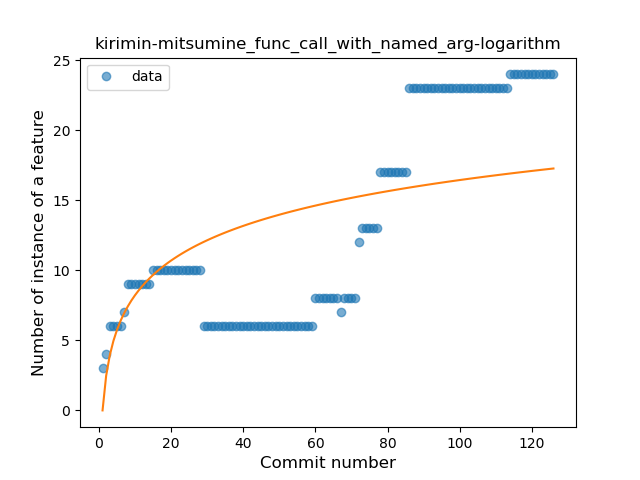 kirimin-mitsumine_func_call_with_named_arg-logarithm
data
Number of instance of a feature
25
20
15
10
5
0
0 20 40 60 80 100 120
Commit number